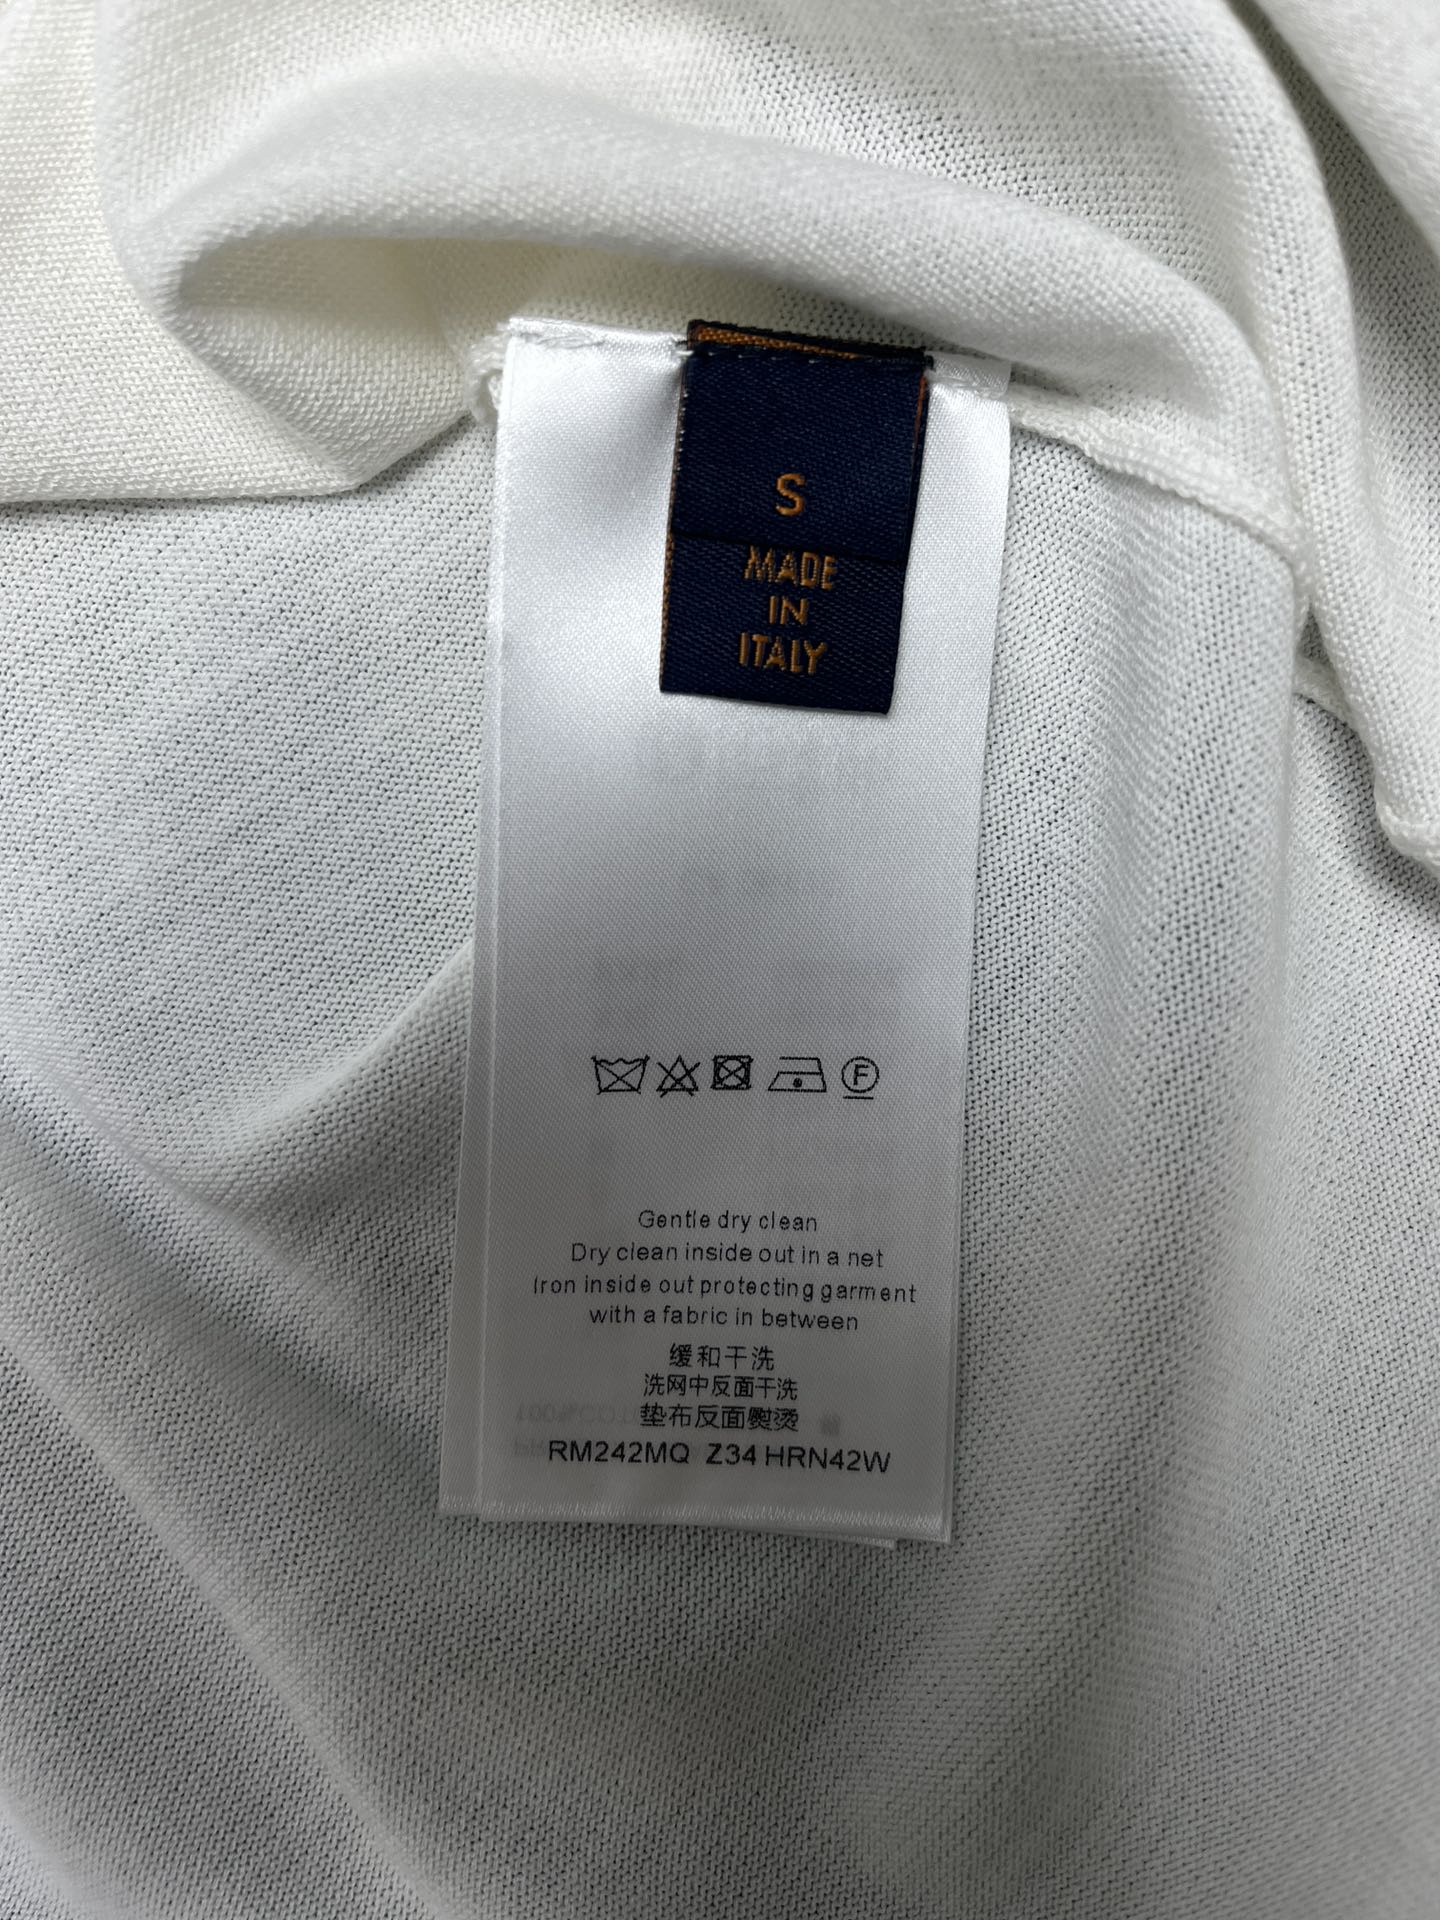 S
MADE
IN
ITALY
F
Gentle dry clean
Dry clean inside out in a net
Iron inside out protecting garment
with a fabric in between
缓和干洗
洗网中反面干洗
垫布反面熨烫
RM242MQ Z34 HRN42W